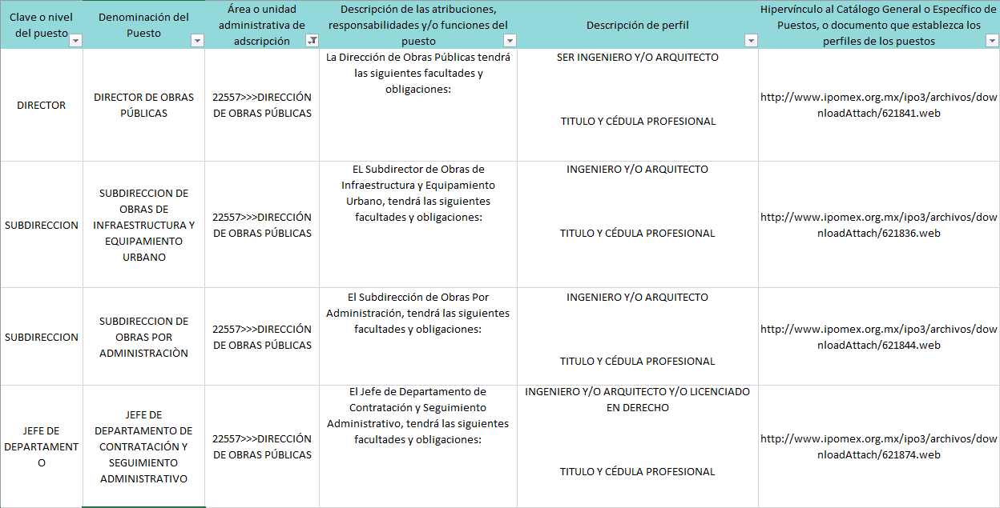 Clave o nivel
del puesto
Denominación del
Puesto
Área o unidad
administrativa de
adscripción
Descripción de las atribuciones,
responsabilidades y/o funciones del
puesto
Descripción de perfil
Hipervínculo al Catálogo General o Específico de
Puestos, o documento que establezca los
perfiles de los puestos
DIRECTOR
DIRECTOR DE OBRAS
PÚBLICAS
22557>>>DIRECCIÓN
DE OBRAS PÚBLICAS
La Dirección de Obras Públicas tendrá
las siguientes facultades y
obligaciones:
SER INGENIERO Y/O ARQUITECTO
TITULO Y CÉDULA PROFESIONAL
http://www.ipomex.org.mx/ipo3/archivos/dow
nloadAttach/621841.web
SUBDIRECCION
SUBDIRECCION DE
OBRAS DE
INFRAESTRUCTURA Y
EQUIPAMIENTO
URBANO
22557>>>DIRECCIÓN
DE OBRAS PÚBLICAS
EL Subdirector de Obras de
Infraestructura y Equipamiento
Urbano, tendrá las siguientes
facultades y obligaciones:
INGENIERO Y/O ARQUITECTO
TITULO Y CÉDULA PROFESIONAL
http://www.ipomex.org.mx/ipo3/archivos/dow
nloadAttach/621836.web
SUBDIRECCION
SUBDIRECCION DE
OBRAS POR
ADMINISTRACIÒN
22557>>>DIRECCIÓN
DE OBRAS PÚBLICAS
El Subdirección de Obras Por
Administración, tendrá las siguientes
facultades y obligaciones:
INGENIERO Y/O ARQUITECTO
TITULO Y CÉDULA PROFESIONAL
http://www.ipomex.org.mx/ipo3/archivos/dow
nloadAttach/621844.web
JEFE DE
DEPARTAMENT
O
JEFE DE
DEPARTAMENTO DE
CONTRATACIÓN Y
SEGUIMIENTO
ADMINISTRATIVO
22557>>>DIRECCIÓN
DE OBRAS PÚBLICAS
El Jefe de Departamento de
Contratación y Seguimiento
Administrativo, tendrá las siguientes
facultades y obligaciones:
INGENIERO Y/O ARQUITECTO Y/O LICENCIADO
EN DERECHO
TITULO Y CÉDULA PROFESIONAL
http://www.ipomex.org.mx/ipo3/archivos/dow
nloadAttach/621874.web